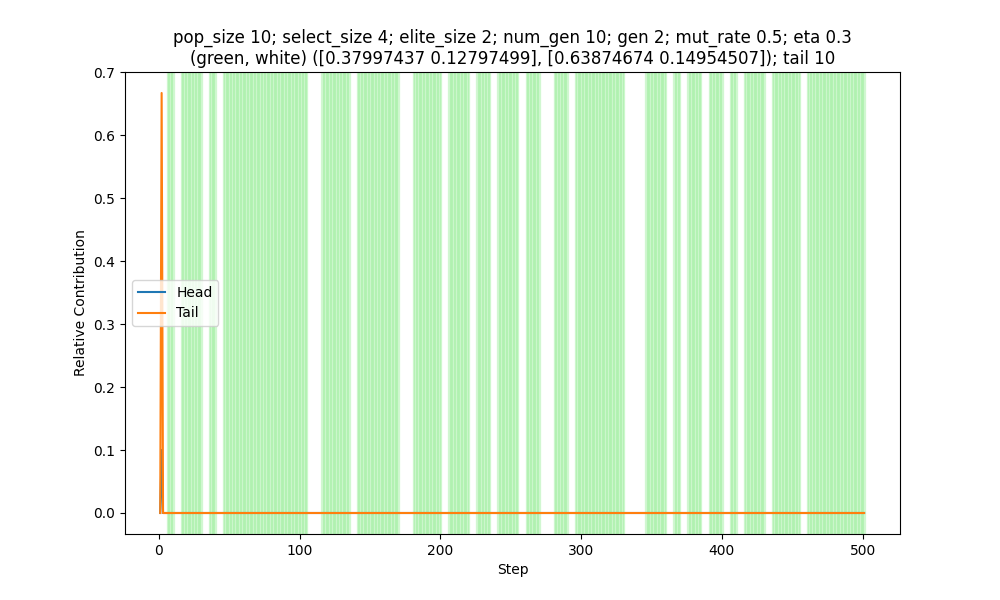 pop_size 10; select_size 4; elite_size 2; num_gen 10; gen 2; mut_rate 0.5; eta 0.3
(green, white) ([0.37997437 0.12797499], [0.63874674 0.14954507]); tail 10
0.7
0.6
0.5
0.4
0.3
0.2
0.1
0.0
Relative Contribution
Head
Tail
0 100 200 300 400 500
Step